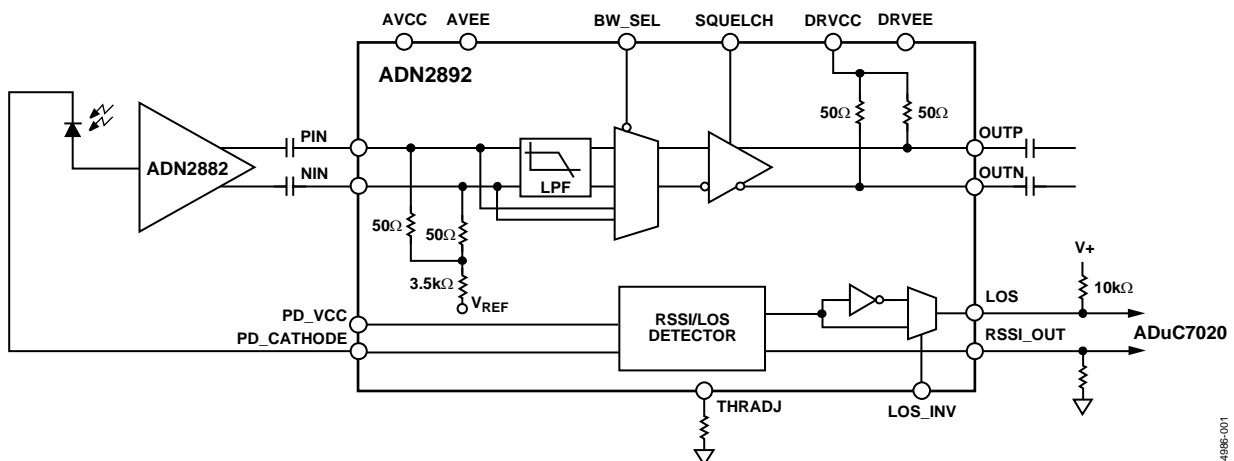 AVCC AVEE BW_SEL SQUELCH DRVCC DRVEE
ADN2892
50Ω 50Ω
PIN
OUTP
ADN2882
NIN
LPF
OUTN
50Ω 50Ω
3.5kΩ
VREF
V+
10kΩ
PD_VCC
RSSI/LOS
DETECTOR
LOS
PD_CATHODE
RSSI_OUT
ADuC7020
THRADJ
LOS_INV
4986-001